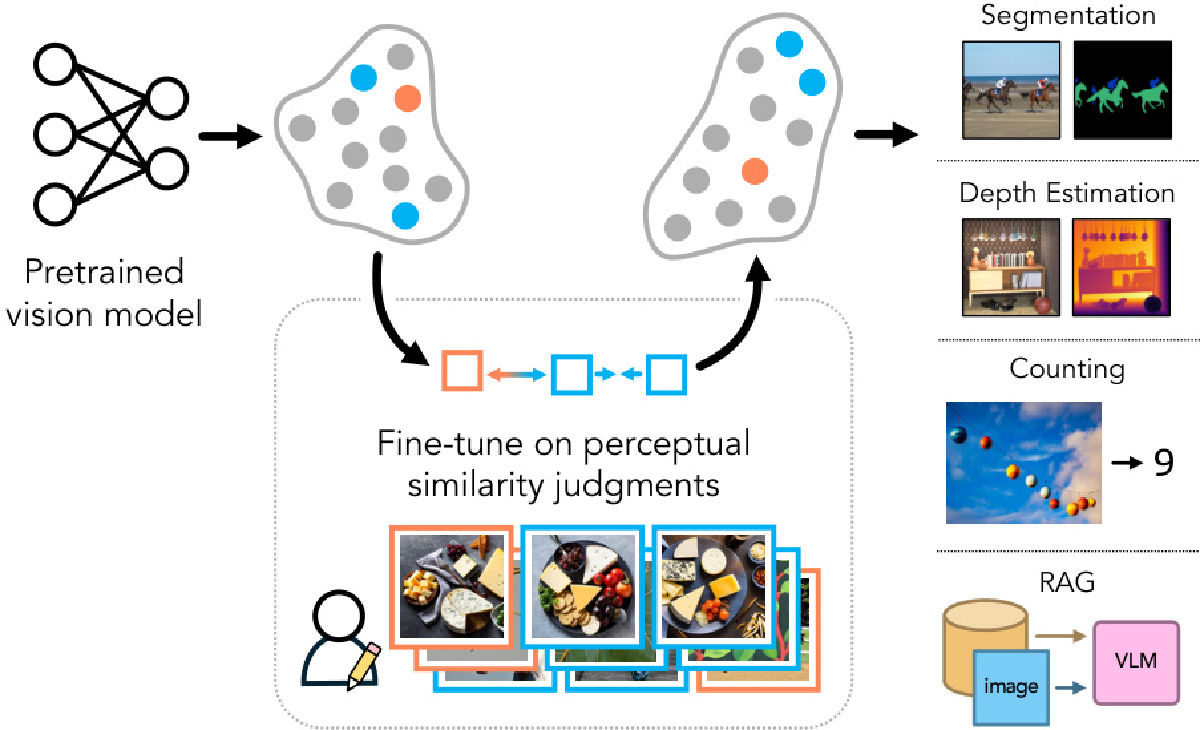 Pretrained
vision model
Fine-tune on perceptual
similarity judgments
Segmentation
Depth Estimation
Counting
9
RAG
VLM
image